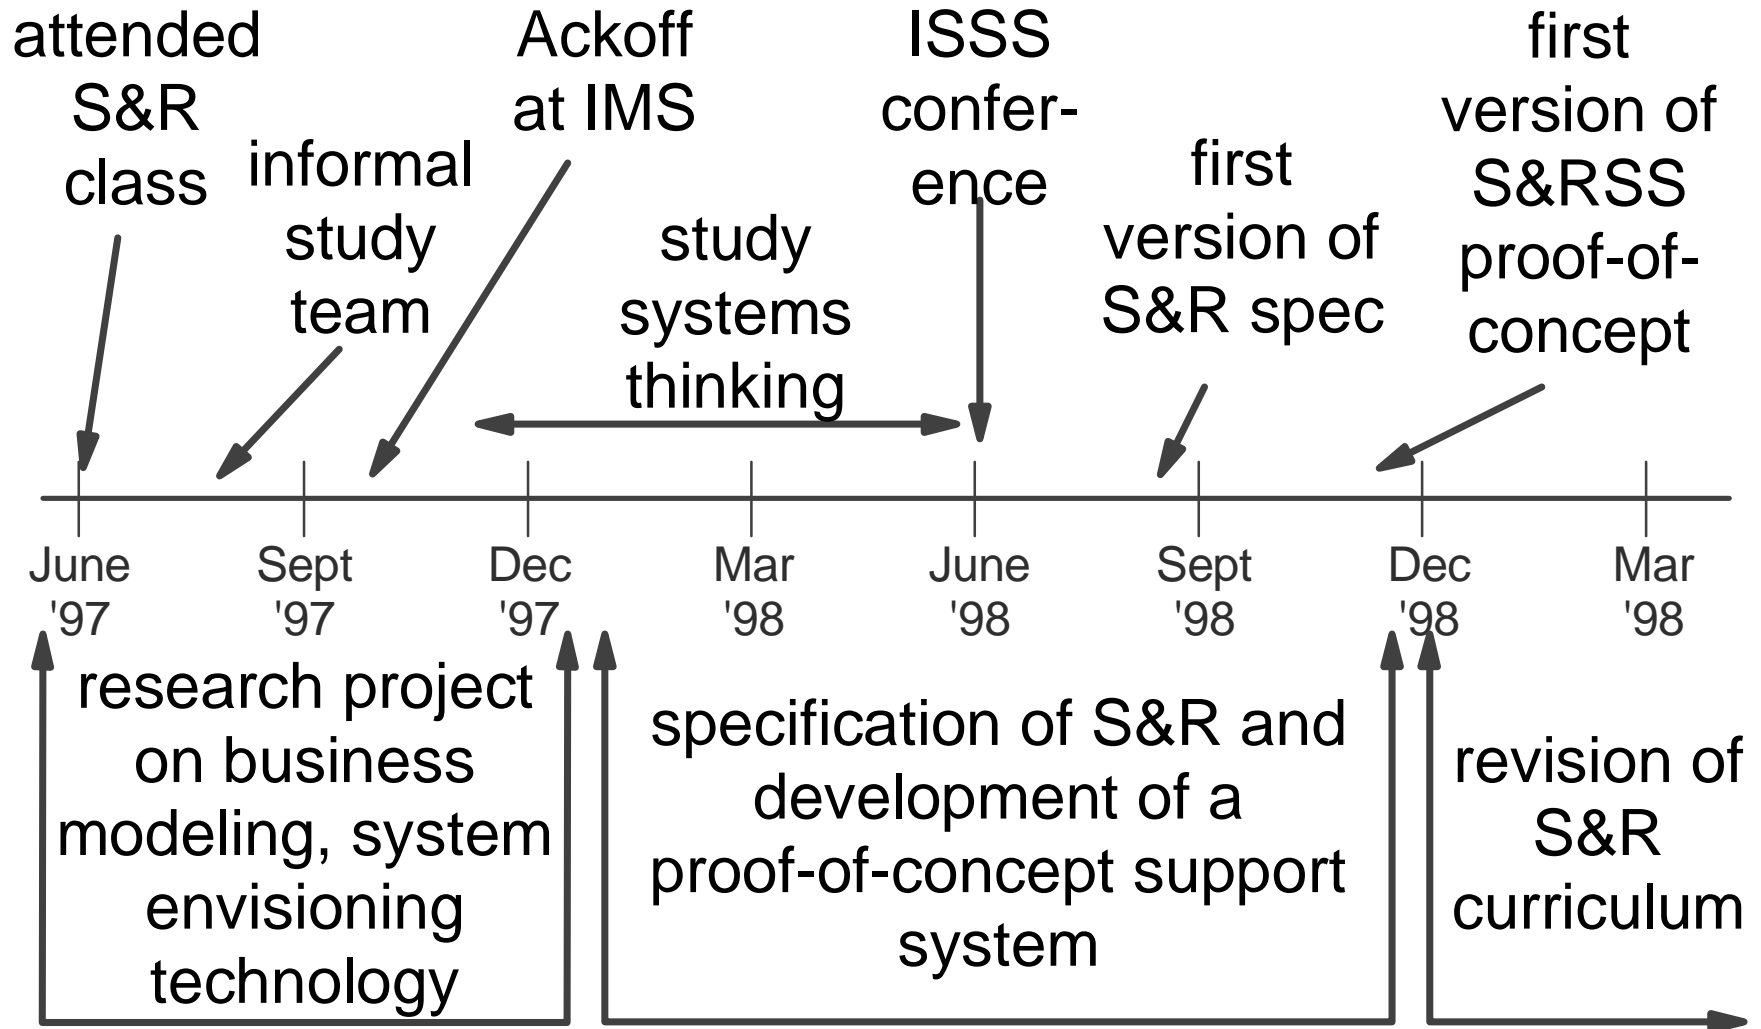 attended
S&R
class
informal
study
team
Ackoff
at IMS
study
systems
thinking
ISSS
confer-
ence
first
version of
S&R spec
first
version of
S&RSS
proof-of-
concept
June
'97
Sept
'97
Dec
'97
Mar
'98
June
'98
Sept
'98
Dec
'98
Mar
'98
research project
on business
modeling, system
envisioning
technology
specification of S&R and
development of a
proof-of-concept support
system
revision of
S&R
curriculum